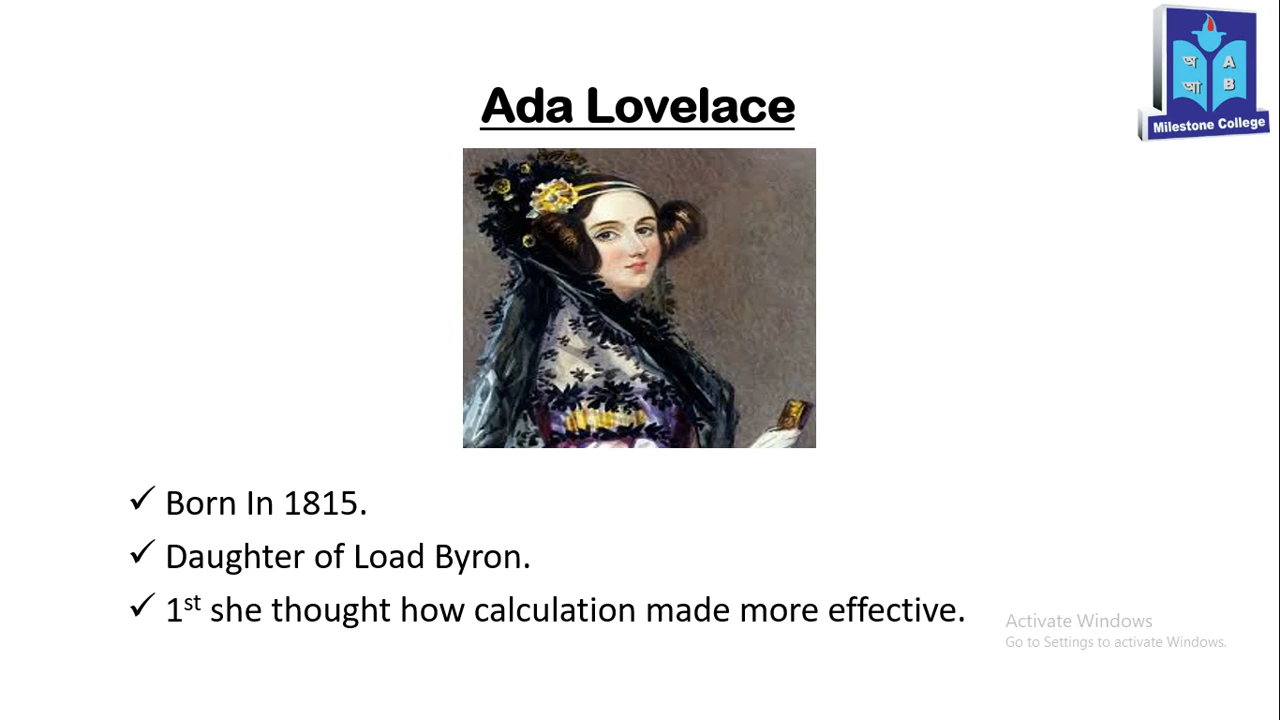 অ A
আ B
Milestone College
Ada Lovelace
✓ Born In 1815.
✓ Daughter of Load Byron.
✓ 1st she thought how calculation made more effective.
Activate Windows
Go to Settings to activate Windows.